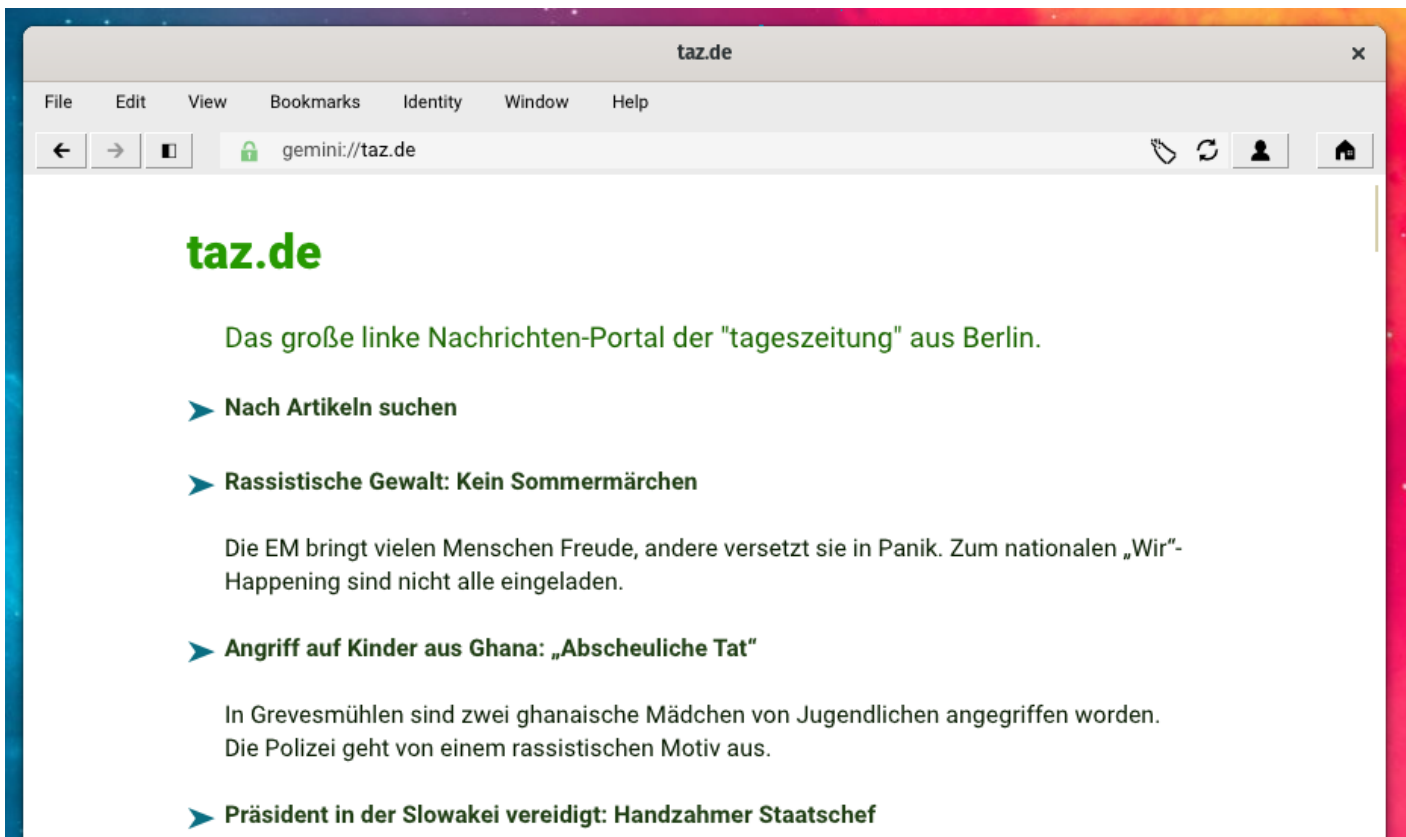 taz.de
File Edit View Bookmarks Identity Window Help
gemini://taz.de
taz.de
Das große linke Nachrichten-Portal der "tageszeitung" aus Berlin.
Nach Artikeln suchen
Rassistische Gewalt: Kein Sommermärchen
Die EM bringt vielen Menschen Freude, andere versetzt sie in Panik. Zum nationalen „Wir“-
Happening sind nicht alle eingeladen.
Angriff auf Kinder aus Ghana: „Abscheuliche Tat“
In Grevesmühlen sind zwei ghanaische Mädchen von Jugendlichen angegriffen worden.
Die Polizei geht von einem rassistischen Motiv aus.
Präsident in der Slowakei vereidigt: Handzahmer Staatschef